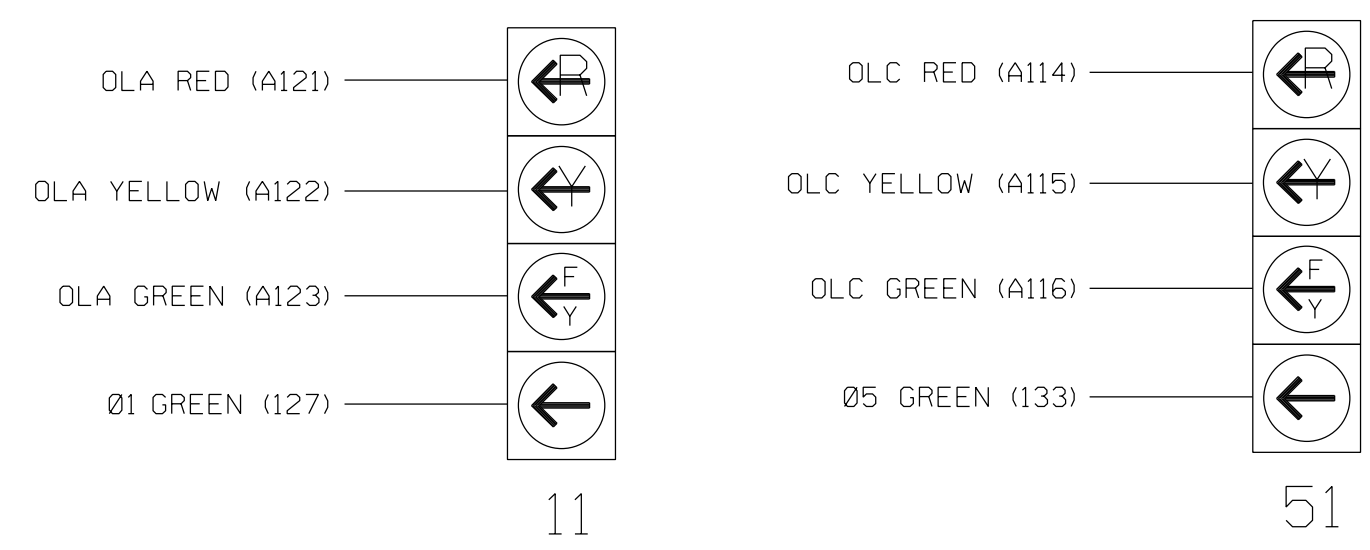 OLA RED (A121)
R
OLA YELLOW (A122)
Y
OLA GREEN (A123)
F
Y
Ø1 GREEN (127)
11
OLC RED (A114)
R
OLC YELLOW (A115)
Y
OLC GREEN (A116)
F
Y
Ø5 GREEN (133)
51